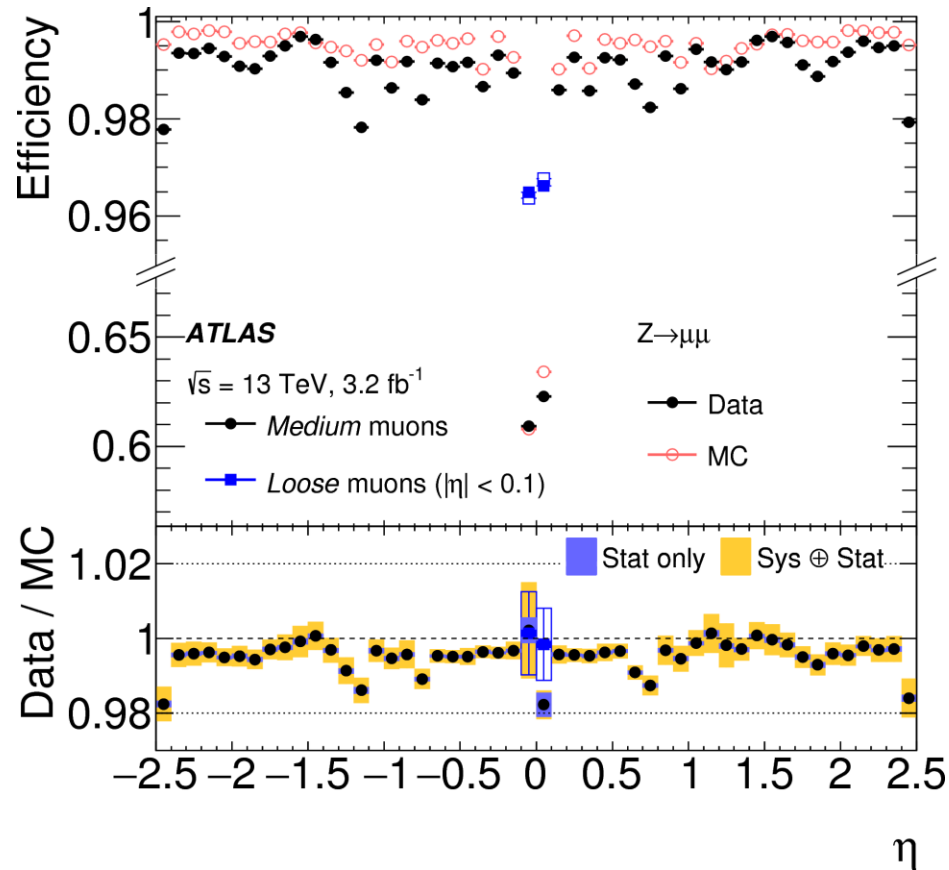 Efficiency
1
0.98
0.96
0.65
0.6
ATLAS
√s = 13 TeV, 3.2 fb⁻¹
Medium muons
Loose muons (|η| < 0.1)
Z→μμ
Data
MC
Data / MC
1.02
1
0.98
Stat only
Sys ⊕ Stat
−2.5 −2 −1.5 −1 −0.5 0 0.5 1 1.5 2 2.5
η